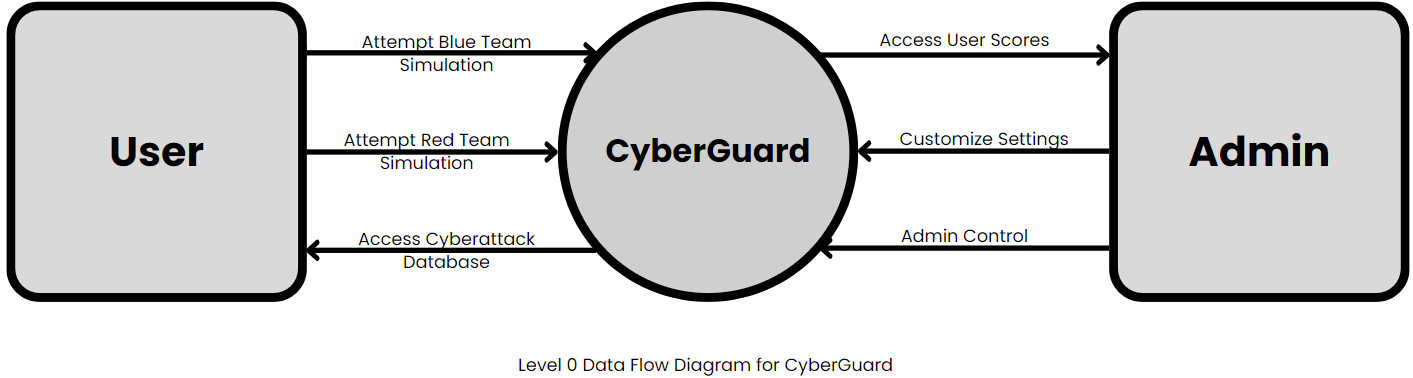 User
Attempt Blue Team
Simulation
Attempt Red Team
Simulation
Access Cyberattack
Database
CyberGuard
Access User Scores
Customize Settings
Admin Control
Admin
Level 0 Data Flow Diagram for CyberGuard